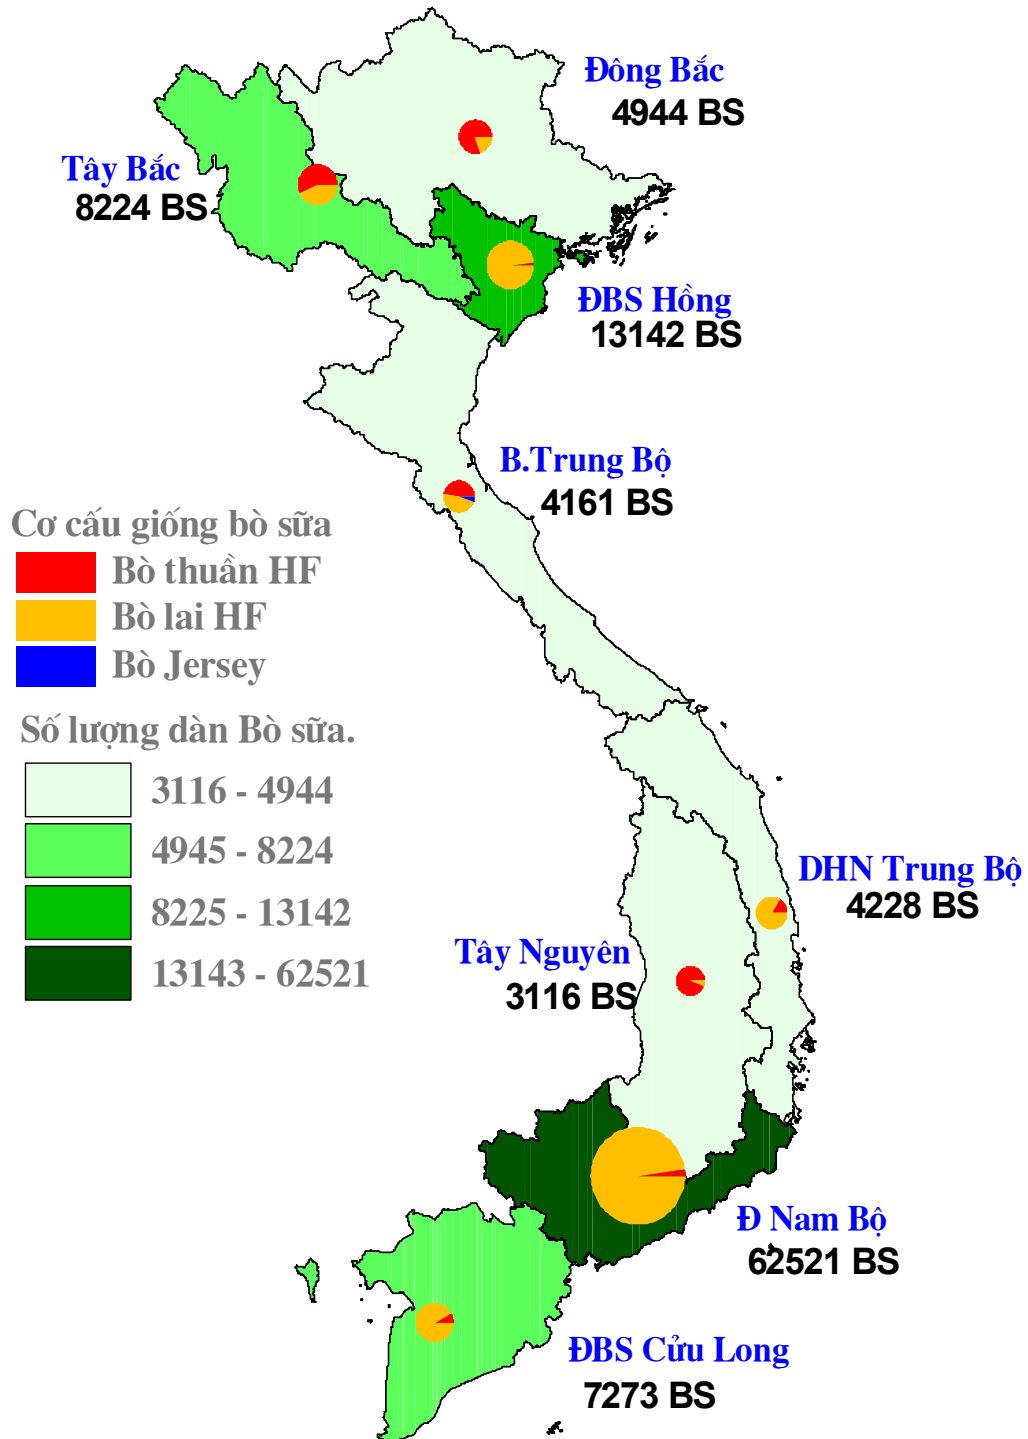 Đông Bắc
4944 BS
Tây Bắc
8224 BS
ĐBS Hồng
13142 BS
B.Trung Bộ
4161 BS
Cơ cấu giống bò sữa
Bò thuần HF
Bò lai HF
Bò Jersey
Số lượng dàn Bò sữa.
3116 - 4944
4945 - 8224
8225 - 13142
13143 - 62521
DHN Trung Bộ
4228 BS
Tây Nguyên
3116 BS
Đ Nam Bộ
62521 BS
ĐBS Cửu Long
7273 BS